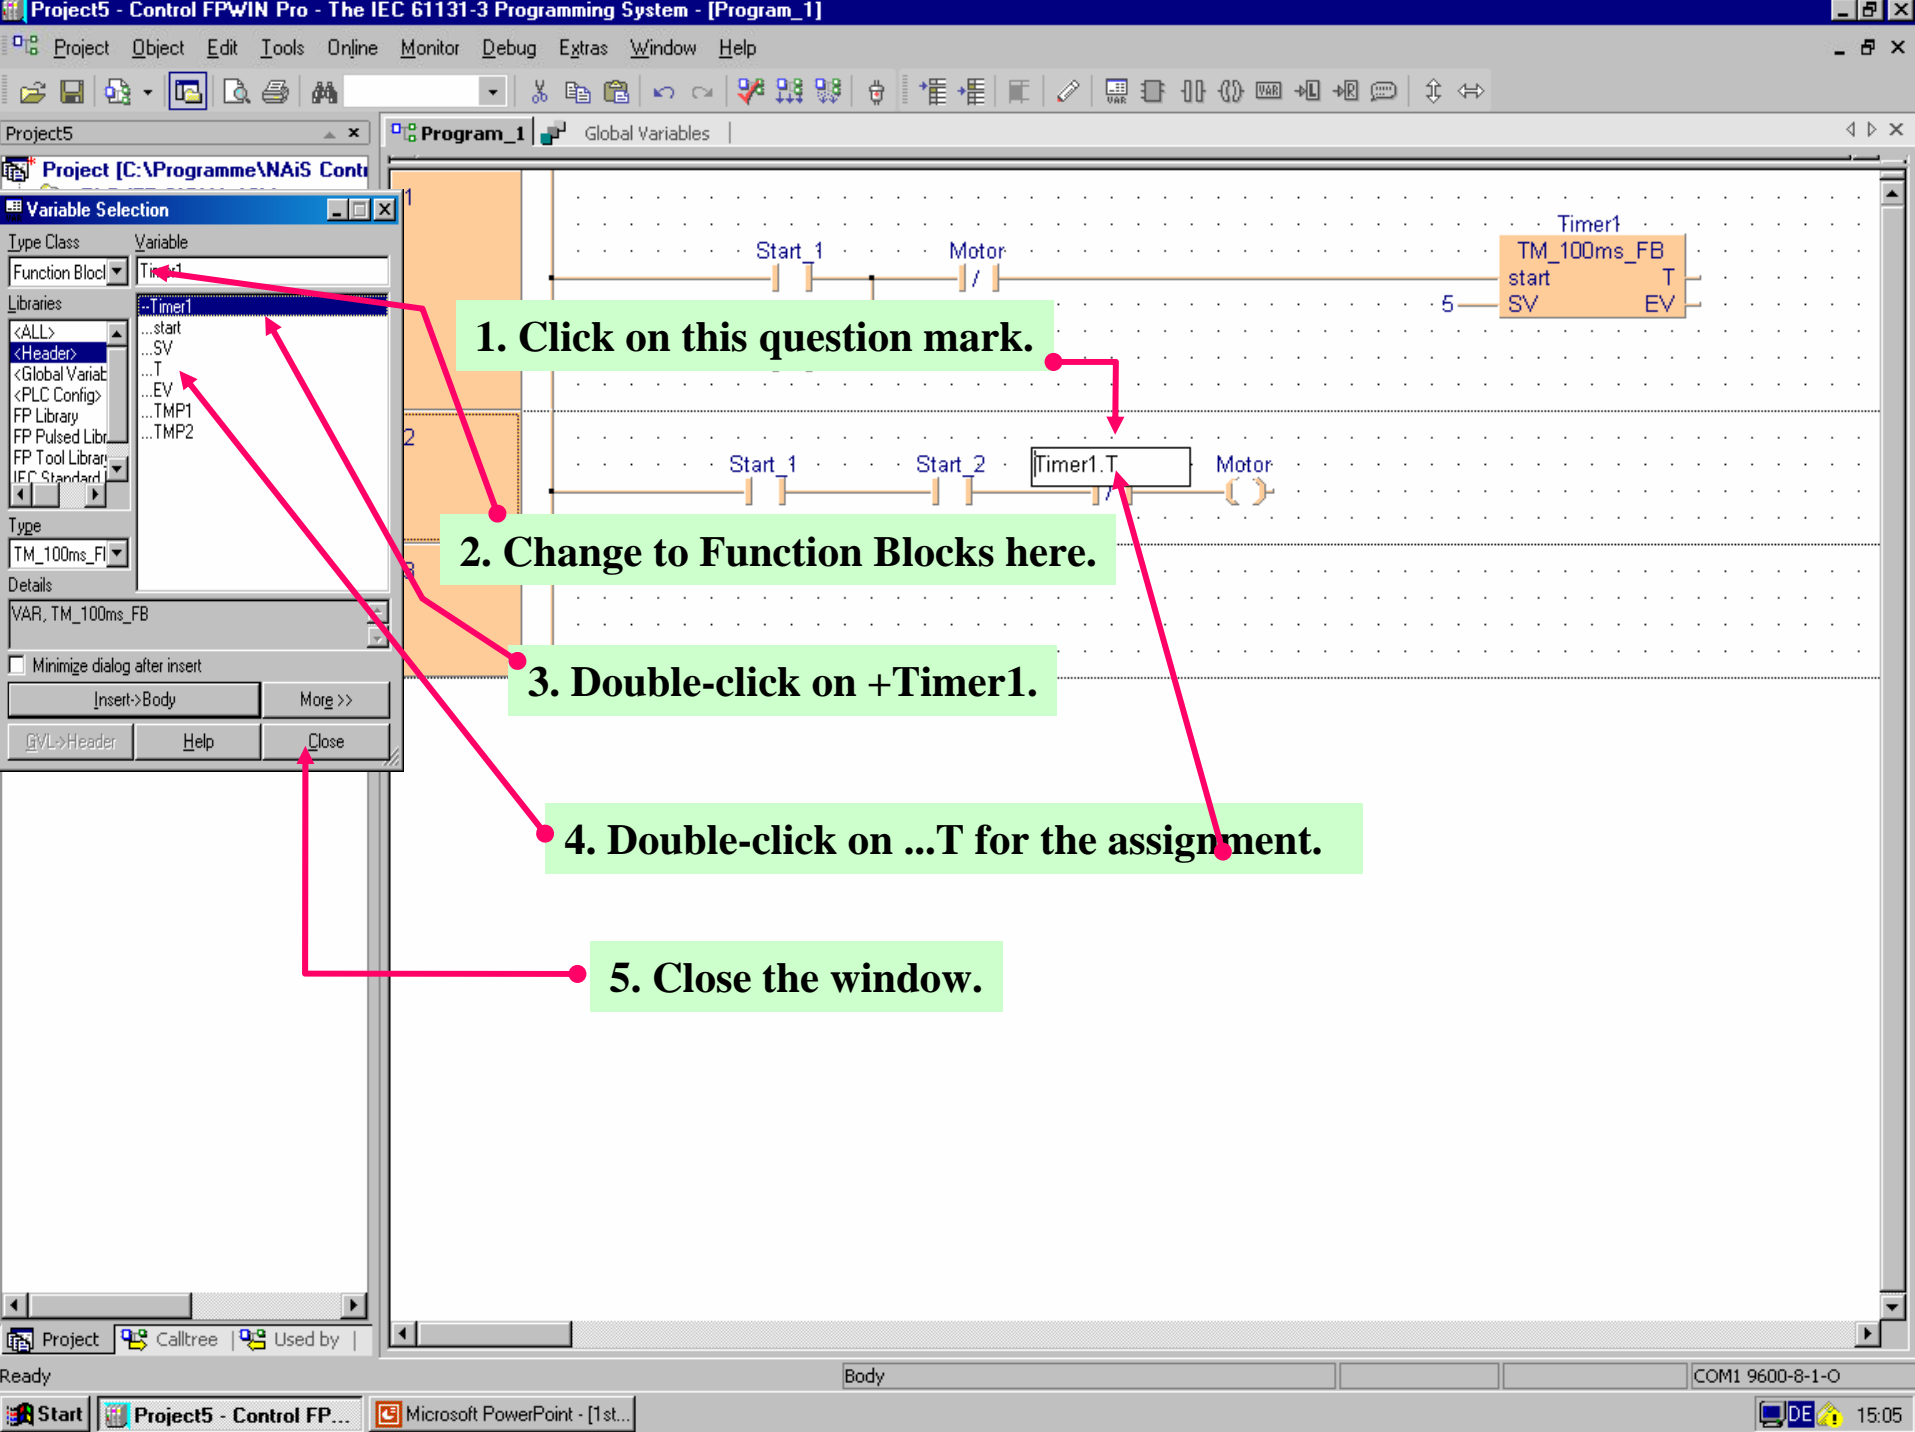 Project5 - Control FPWIN Pro - The IEC 61131-3 Programming System - [Program_1]
Project Object Edit Tools Online Monitor Debug Extras Window Help
Project5
Program_1 Global Variables
Project [C:\Programme\NAiS Contr
Variable Selection
Type Class Variable
Function Blocl Timer1
Libraries
<ALL>
<Header>
<Global Variat
<PLC Config>
FP Library
FP Pulsed Libr
FP Tool Librar
IEC Standard
--Timer1
...start
...SV
...T
...EV
...TMP1
...TMP2
Type
TM_100ms_FI
Details
VAR, TM_100ms_FB
Minimize dialog after insert
Insert->Body More >>
GVL->Header Help Close
1
Start_1 Motor
/
Timer1
TM_100ms_FB
start T
5 SV EV
1. Click on this question mark.
2
Start_1 Start_2 Timer1.T Motor
/
2. Change to Function Blocks here.
3
3. Double-click on +Timer1.
4. Double-click on ...T for the assignment.
5. Close the window.
Project Calltree Used by
Ready Body COM1 9600-8-1-O
Start Project5 - Control FP... Microsoft PowerPoint - [1st... DE 15:05